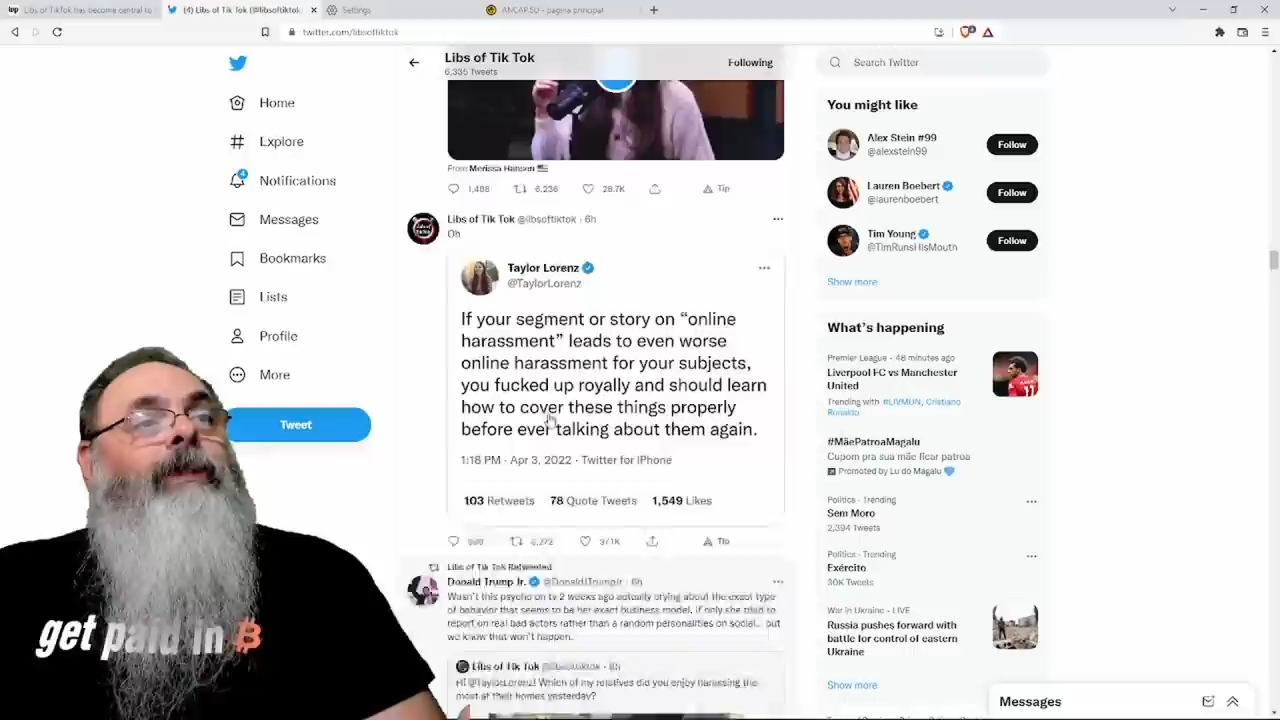 Libs of TikTok has become central to
(4) Libs of Tik Tok (@libsoftiktok)
Settings
ANCAP.SU - página principal
twitter.com/libsoftiktok
Libs of Tik Tok
6,335 Tweets
Following
Search Twitter
Home
Explore
4
Notifications
Messages
Bookmarks
Lists
Profile
More
Tweet
From Merissa Hansen
1,488
6,236
28.7K
Tip
Libs of Tik Tok @libsoftiktok · 6h
Oh
Taylor Lorenz
@TaylorLorenz
If your segment or story on “online
harassment” leads to even worse
online harassment for your subjects,
you fucked up royally and should learn
how to cover these things properly
before ever talking about them again.
1:18 PM · Apr 3, 2022 · Twitter for iPhone
103 Retweets 78 Quote Tweets 1,549 Likes
Tip
Libs of Tik Tok Retweeted
Donald Trump Jr. @DonaldJTrumpJr · 6h
Wasn't this psycho on tv 2 weeks ago actually crying about the exact type
of behavior that seems to be her exact business model. If only she tried to
report on real bad actors rather than a random personalities on social.. but
we know that won't happen.
Libs of Tik Tok @libsoftiktok · 8h
Hi @TaylorLorenz! Which of my relatives did you enjoy harassing the
most at their homes yesterday?
You might like
Alex Stein #99
@alexstein99
Follow
Lauren Boebert
@laurenboebert
Follow
Tim Young
@TimRunsHisMouth
Follow
Show more
What's happening
Premier League · 48 minutes ago
Liverpool FC vs Manchester
United
Trending with #LIVMUN, Cristiano
Ronaldo
#MãePatroaMagalu
Cupom pra sua mãe ficar patroa
Promoted by Lu do Magalu
Politics · Trending
Sem Moro
2,394 Tweets
Politics · Trending
Exército
30K Tweets
War in Ukraine · LIVE
Russia pushes forward with
battle for control of eastern
Ukraine
Show more
Messages
get paid in ₿